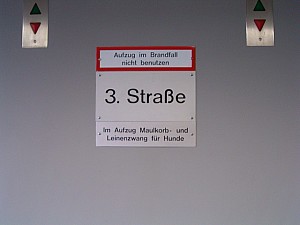 Aufzug im Brandfall
nicht benutzen
3. Straße
Im Aufzug Maulkorb- und
Leinenzwang für Hunde